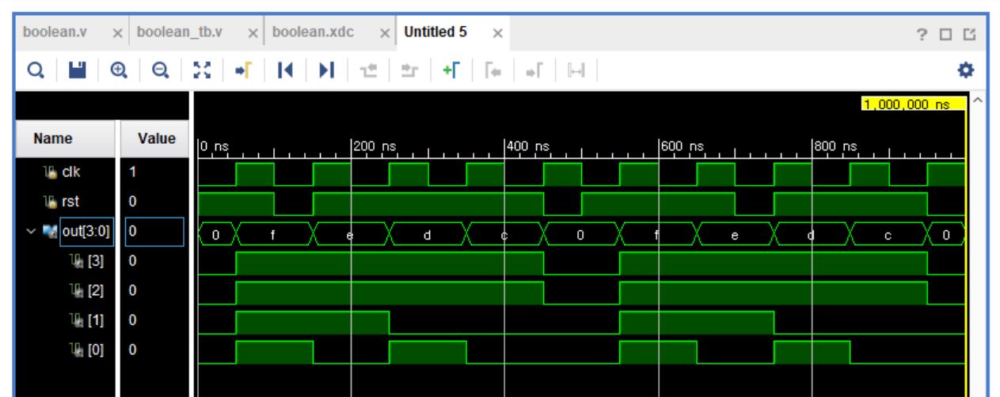 boolean.v × boolean_tb.v × boolean.xdc × Untitled 5 ×
?
1,000,000 ns
Name Value
0 ns 200 ns 400 ns 600 ns 800 ns
clk 1
rst 0
out[3:0] 0 0 f e d c 0 f e d c 0
[3] 0
[2] 0
[1] 0
[0] 0